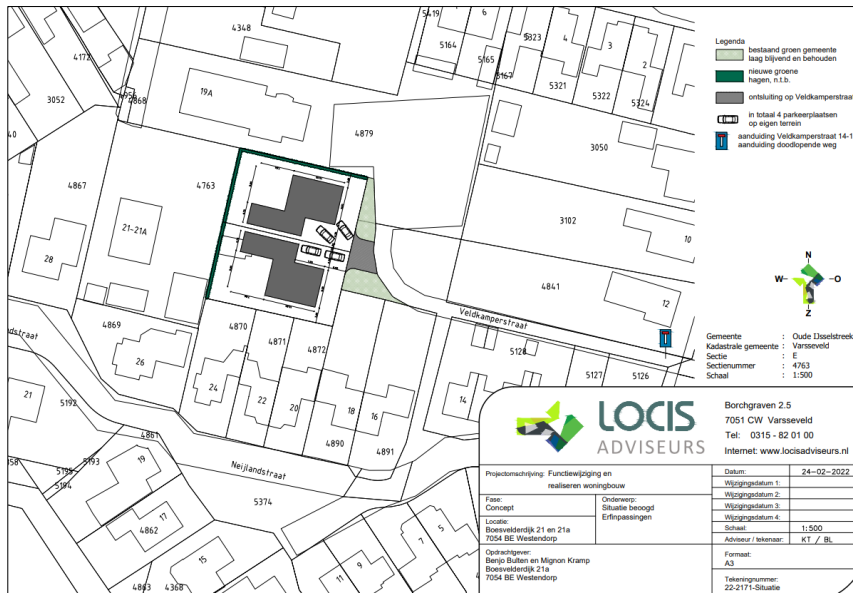 4348
5419
6
5323
4
3
2
5164
5165
5167
5321
5322
5324
4172
3052
4868
19A
4879
3050
4867
4763
21-21A
3102
28
10
4841
12
4869
26
4870
4871
4872
24
22
20
18
16
Veldkamperstraat
5128
5127
5126
14
21
5192
4861
4890
4891
5195
5193
5194
19
Neijlandstraat
5374
17
4862
15
4863
4368
11
9
7
5
Legenda
bestaand groen gemeente
laag blijvend en behouden
nieuwe groene
hagen, n.t.b.
ontsluiting op Veldkamperstraat
in totaal 4 parkeerplaatsen
op eigen terrein
aanduiding Veldkamperstraat 14-1
aanduiding doodlopende weg
N
W
O
Z
Gemeente : Oude IJsselstreek
Kadastrale gemeente : Varsseveld
Sectie : E
Sectienummer : 4763
Schaal : 1:500
LOCIS
ADVISEURS
Borchgraven 2.5
7051 CW Varsseveld
Tel: 0315 - 82 01 00
Internet: www.locisadviseurs.nl
Projectomschrijving: Functiewijziging en
realiseren woningbouw
Fase:
Concept
Onderwerp:
Situatie beoogd
Erfinpassingen
Locatie:
Boesvelderdijk 21 en 21a
7054 BE Westendorp
Opdrachtgever:
Benjo Bulten en Mignon Kramp
Boesvelderdijk 21a
7054 BE Westendorp
Datum: 24-02-2022
Wijzigingsdatum 1:
Wijzigingsdatum 2:
Wijzigingsdatum 3:
Wijzigingsdatum 4:
Schaal: 1:500
Adviseur / tekenaar: KT / BL
Formaat:
A3
Tekeningnummer:
22-2171-Situatie